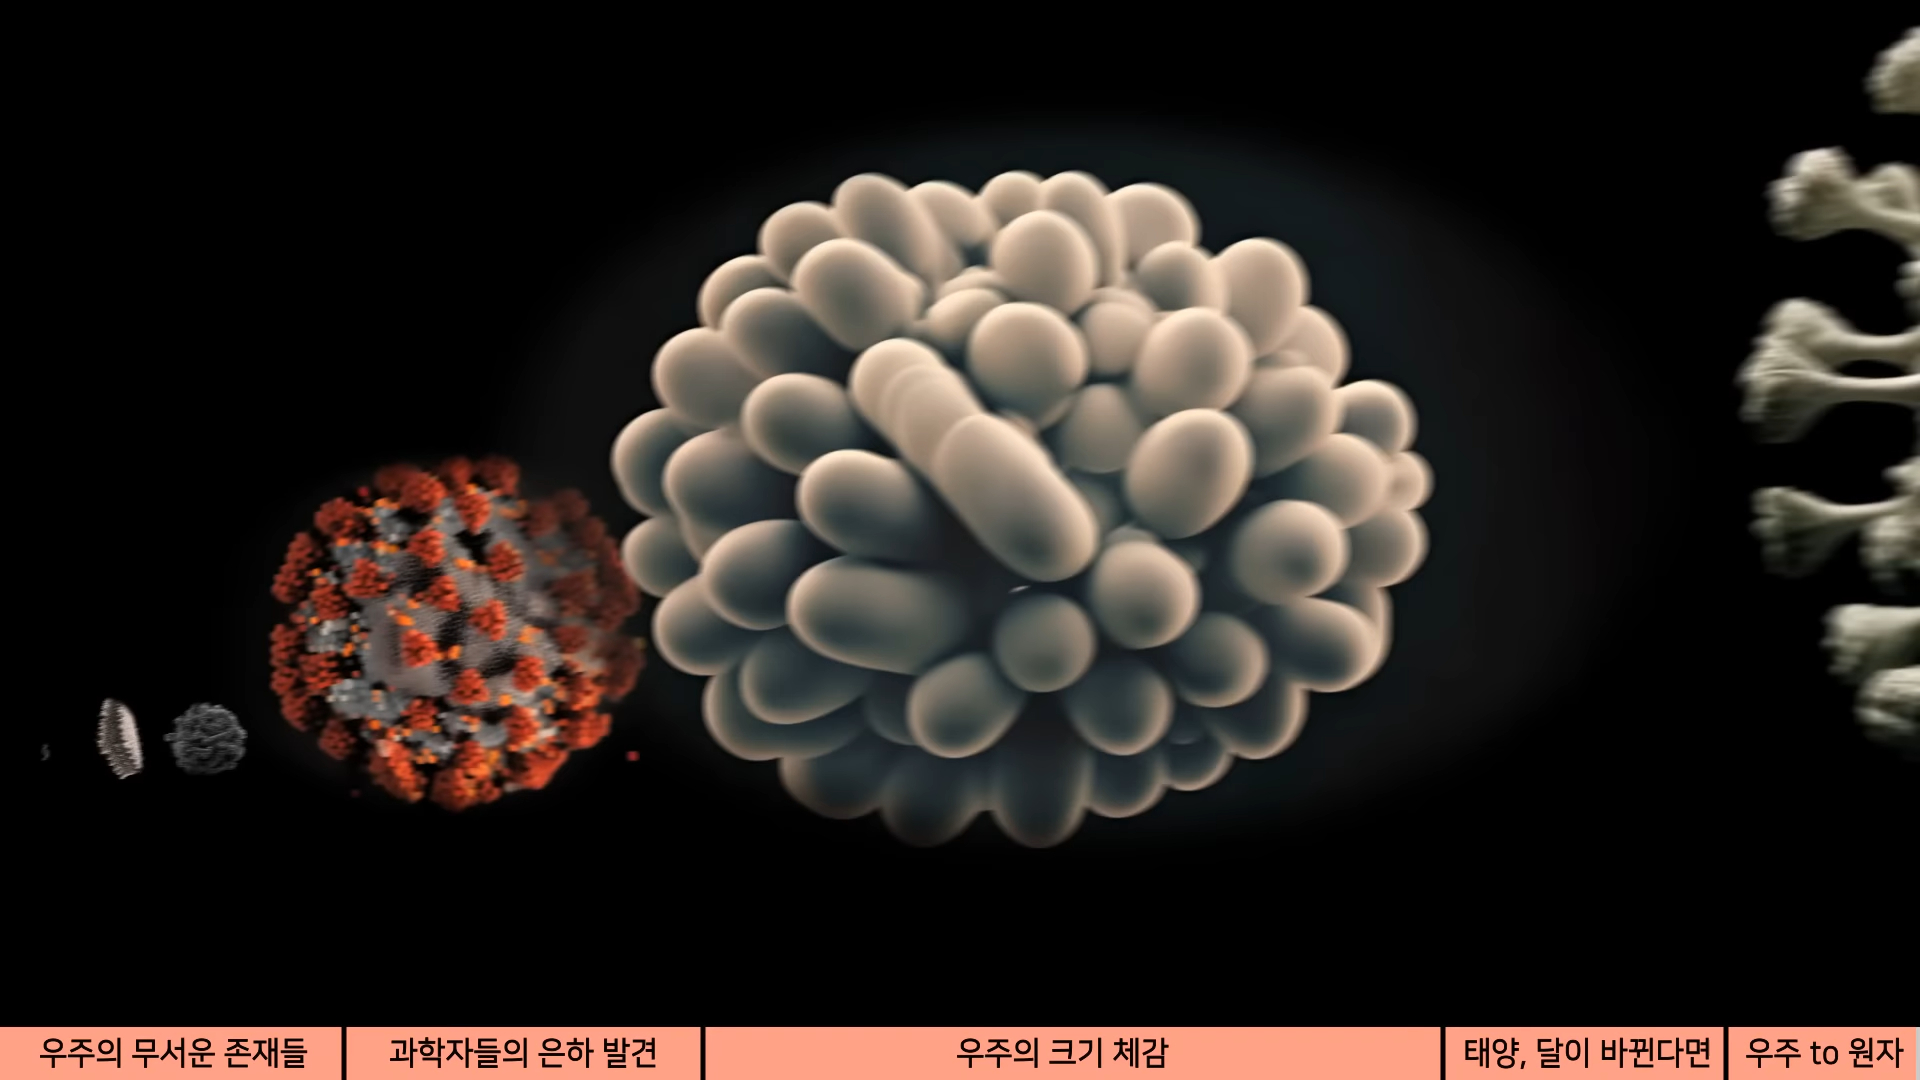 우주의 무서운 존재들
과학자들의 은하 발견
우주의 크기 체감
태양, 달이 바뀐다면
우주 to 원자